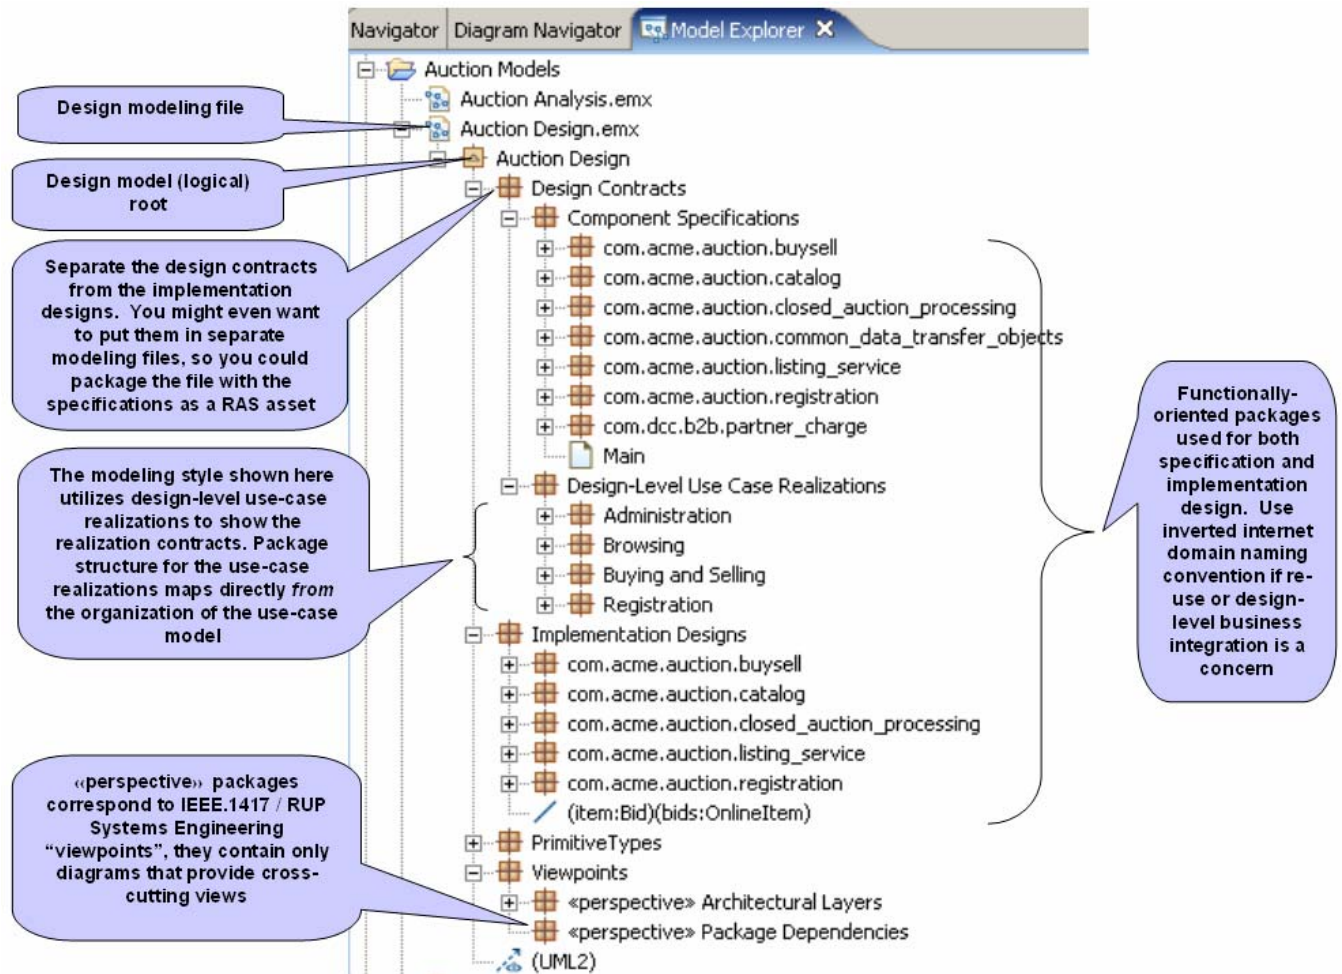 Navigator
Diagram Navigator
Model Explorer
Auction Models
Auction Analysis.emx
Auction Design.emx
Auction Design
Design Contracts
Component Specifications
com.acme.auction.buysell
com.acme.auction.catalog
com.acme.auction.closed_auction_processing
com.acme.auction.common_data_transfer_objects
com.acme.auction.listing_service
com.acme.auction.registration
com.dcc.b2b.partner_charge
Main
Design-Level Use Case Realizations
Administration
Browsing
Buying and Selling
Registration
Implementation Designs
com.acme.auction.buysell
com.acme.auction.catalog
com.acme.auction.closed_auction_processing
com.acme.auction.listing_service
com.acme.auction.registration
(item:Bid)(bids:OnlineItem)
PrimitiveTypes
Viewpoints
«perspective» Architectural Layers
«perspective» Package Dependencies
(UML2)
Design modeling file
Design model (logical)
root
Separate the design contracts
from the implementation
designs. You might even want
to put them in separate
modeling files, so you could
package the file with the
specifications as a RAS asset
The modeling style shown here
utilizes design-level use-case
realizations to show the
realization contracts. Package
structure for the use-case
realizations maps directly from
the organization of the use-case
model
«perspective» packages
correspond to IEEE.1417 / RUP
Systems Engineering
“viewpoints”, they contain only
diagrams that provide cross-
cutting views
Functionally-
oriented packages
used for both
specification and
implementation
design. Use
inverted internet
domain naming
convention if re-
use or design-
level business
integration is a
concern